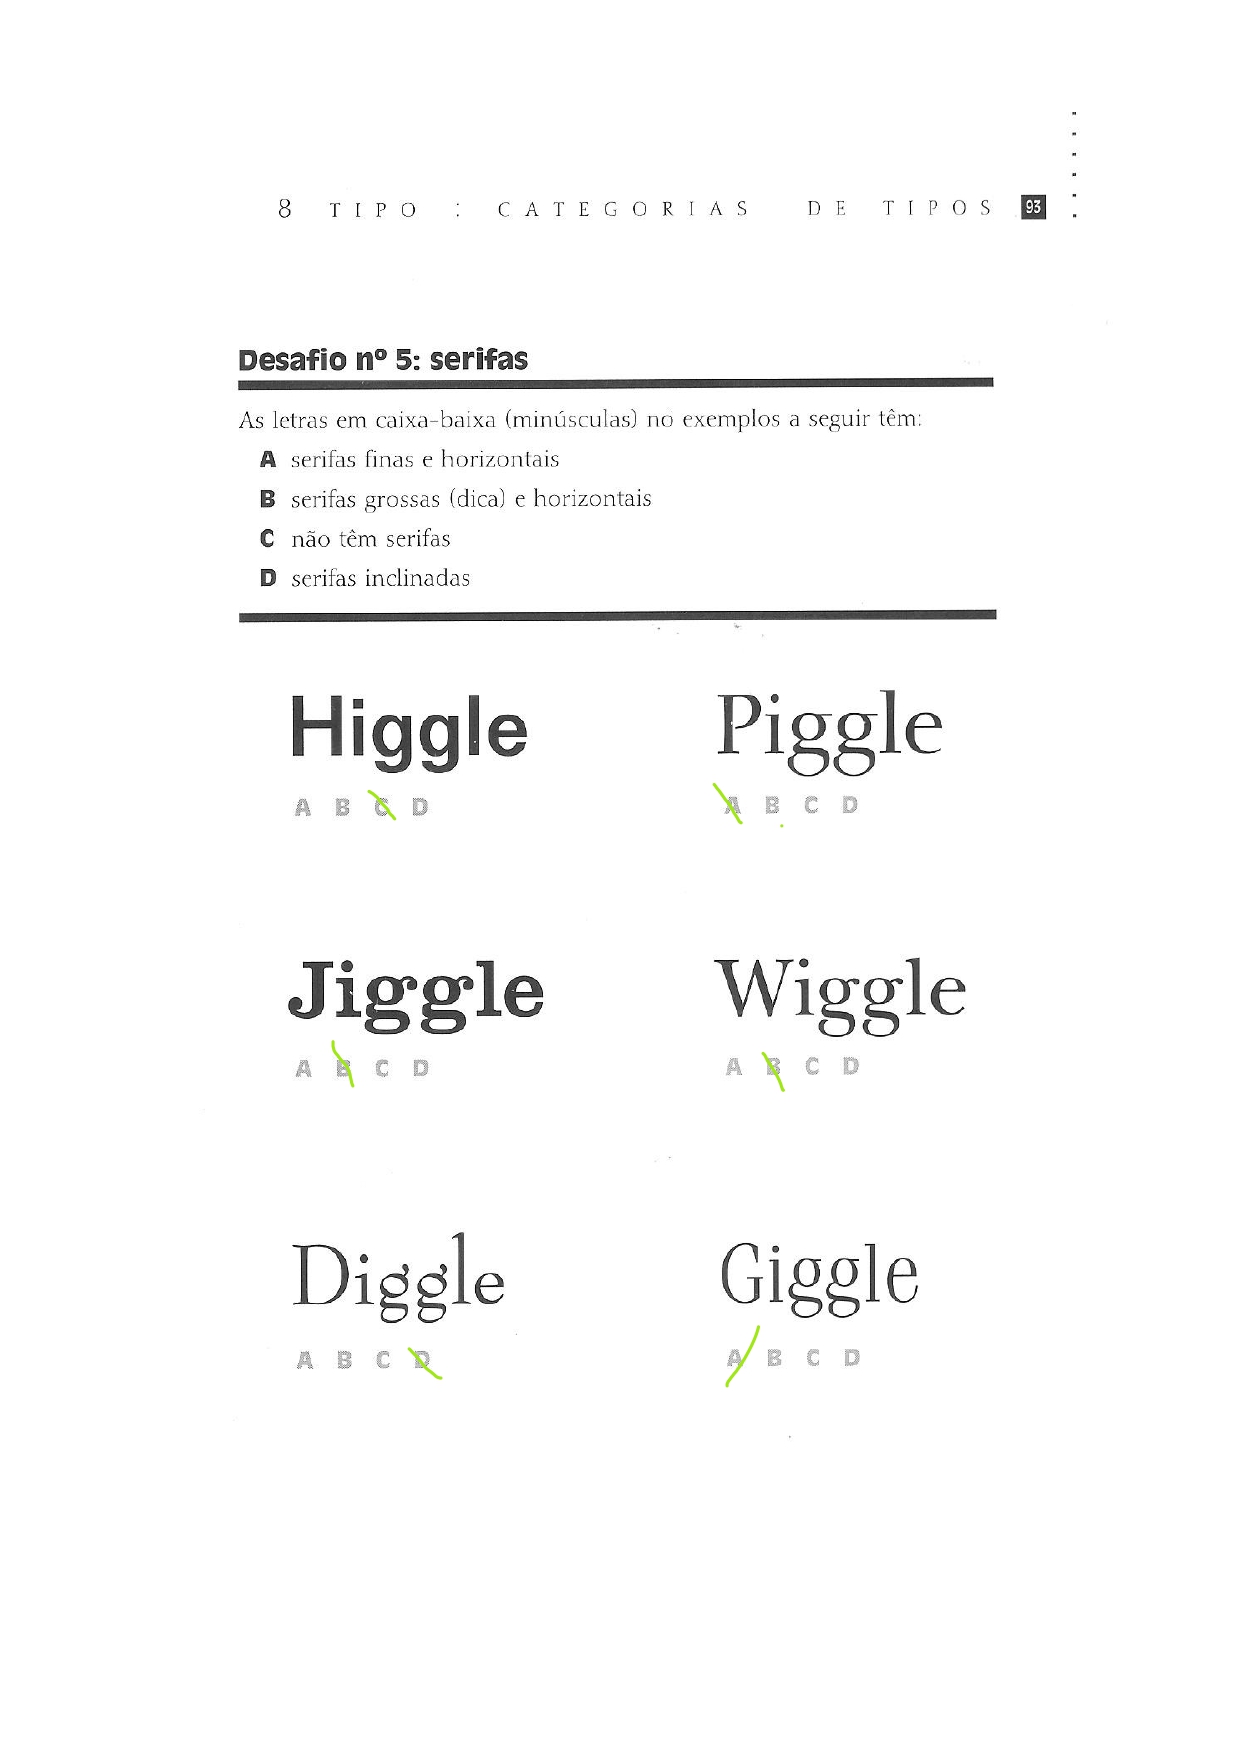 8 TIPO : CATEGORIAS DE TIPOS 93
Desafio nº 5: serifas
As letras em caixa-baixa (minúsculas) no exemplos a seguir têm:
A serifas finas e horizontais
B serifas grossas (dica) e horizontais
C não têm serifas
D serifas inclinadas
Higgle Piggle
A B C D A B C D
Jiggle Wiggle
A B C D A B C D
Diggle Giggle
A B C D A B C D